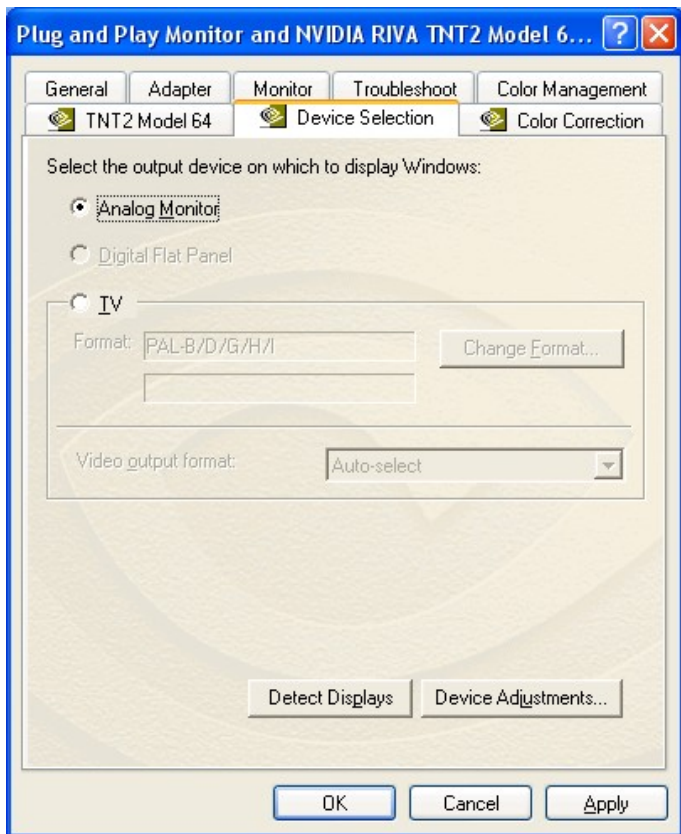 Plug and Play Monitor and NVIDIA RIVA TNT2 Model 6...
General Adapter Monitor Troubleshoot Color Management
TNT2 Model 64 Device Selection Color Correction
Select the output device on which to display Windows:
Analog Monitor
Digital Flat Panel
TV
Format: PAL-B/D/G/H/I Change Format...
Video output format: Auto-select
Detect Displays Device Adjustments...
OK Cancel Apply